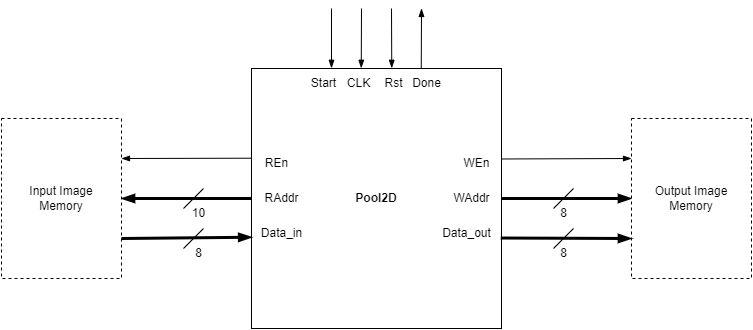 Start CLK Rst Done
Input Image
Memory
REn
RAddr
Data_in
10
8
Pool2D
WEn
WAddr
Data_out
8
8
Output Image
Memory